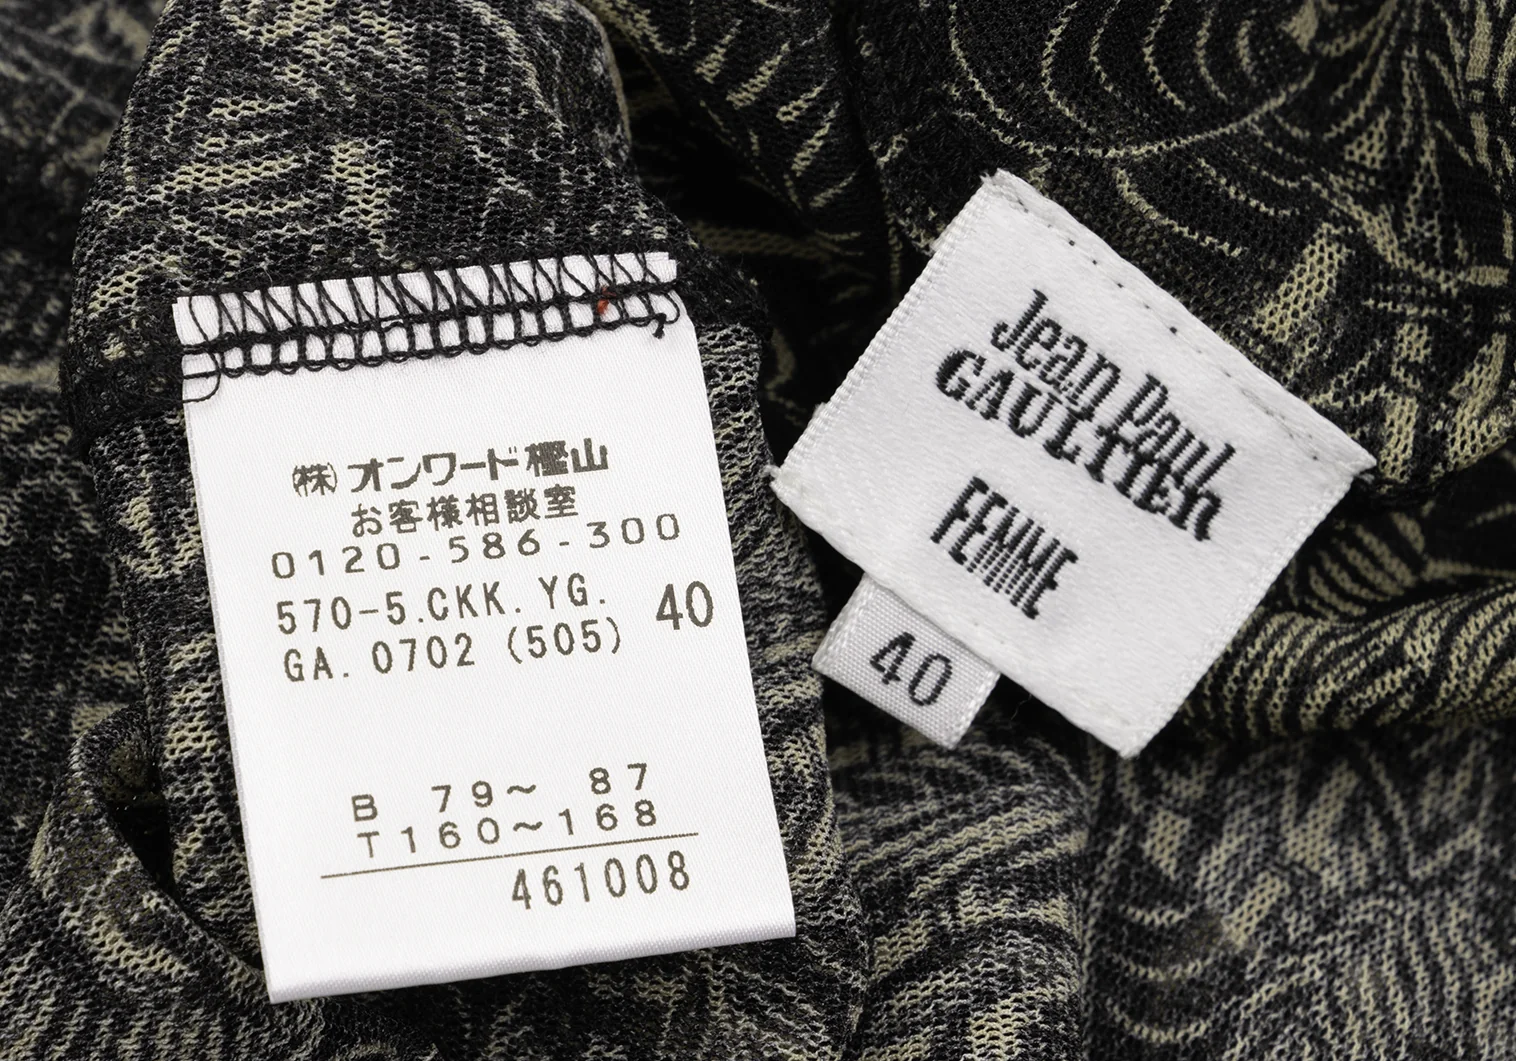 ㈱オンワード樫山
お客様相談室
0120-586-300
570-5.CKK.YG. 40
GA.0702 (505)
B 79~ 87
T160~168
461008
Jean Paul
GAULTIER
FEMME
40